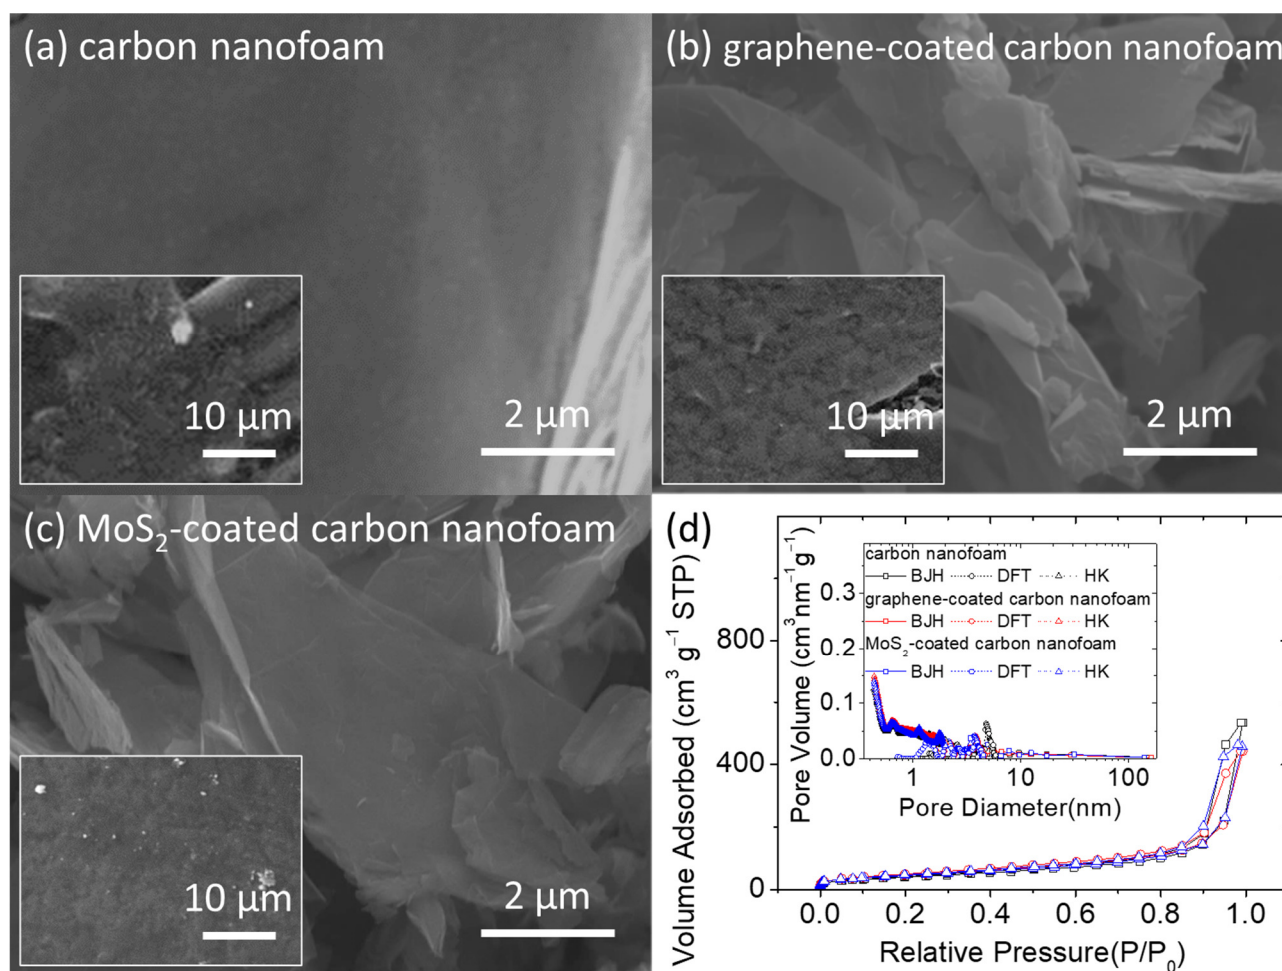 (a) carbon nanofoam
10 μm
2 μm
(b) graphene-coated carbon nanofoam
10 μm
2 μm
(c) MoS₂-coated carbon nanofoam
10 μm
2 μm
(d)
Volume Adsorbed (cm³ g⁻¹ STP)
800
400
0
0.0 0.2 0.4 0.6 0.8 1.0
Relative Pressure(P/P₀)
Pore Volume (cm³nm⁻¹g⁻¹)
0.3
0.2
0.1
0.0
1 10 100
Pore Diameter(nm)
carbon nanofoam
BJH DFT HK
graphene-coated carbon nanofoam
BJH DFT HK
MoS₂-coated carbon nanofoam
BJH DFT HK